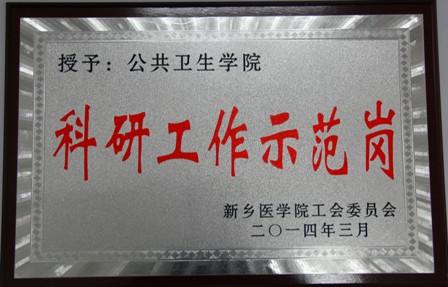 授予：公共卫生学院
科研工作示范岗
新乡医学院工会委员会
二〇一四年三月